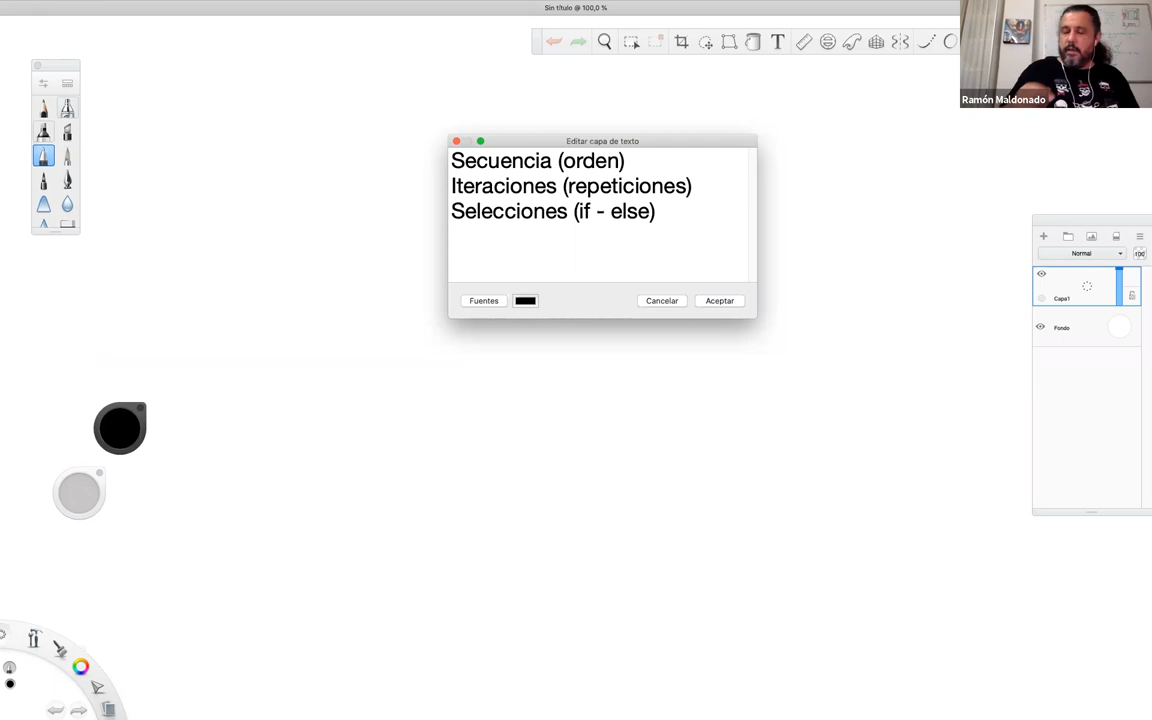 Sin título @ 100,0 %
Ramón Maldonado
Editar capa de texto
Secuencia (orden)
Iteraciones (repeticiones)
Selecciones (if - else)
Fuentes
Cancelar
Aceptar
Normal
100
Capa1
Fondo